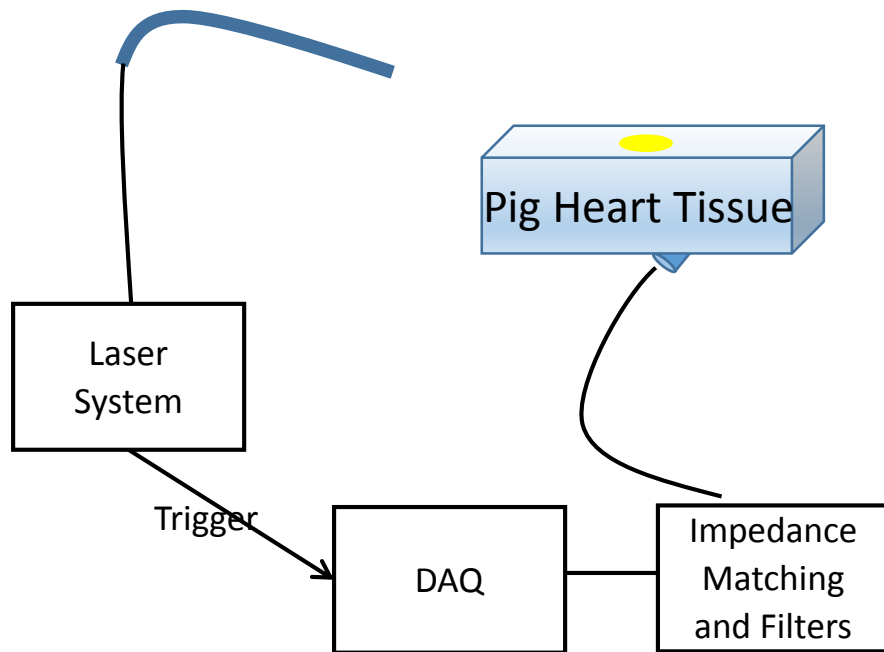 Pig Heart Tissue
Laser
System
Trigger
DAQ
Impedance
Matching
and Filters